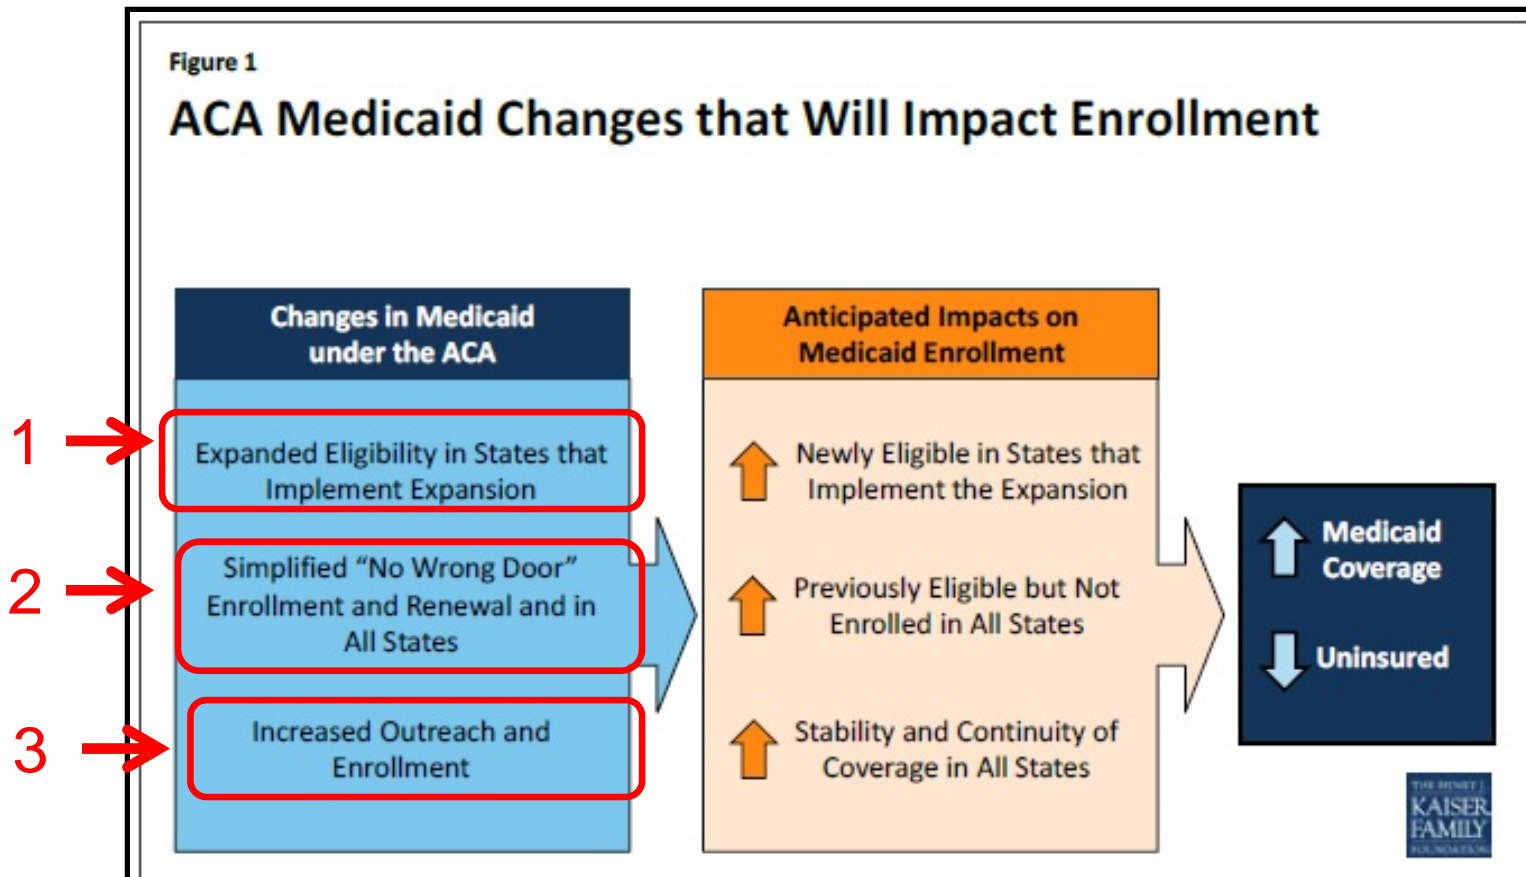 Figure 1
ACA Medicaid Changes that Will Impact Enrollment
Changes in Medicaid
under the ACA
1
Expanded Eligibility in States that
Implement Expansion
2
Simplified “No Wrong Door”
Enrollment and Renewal and in
All States
3
Increased Outreach and
Enrollment
Anticipated Impacts on
Medicaid Enrollment
Newly Eligible in States that
Implement the Expansion
Previously Eligible but Not
Enrolled in All States
Stability and Continuity of
Coverage in All States
Medicaid
Coverage
Uninsured
THE HENRY J.
KAISER
FAMILY
FOUNDATION